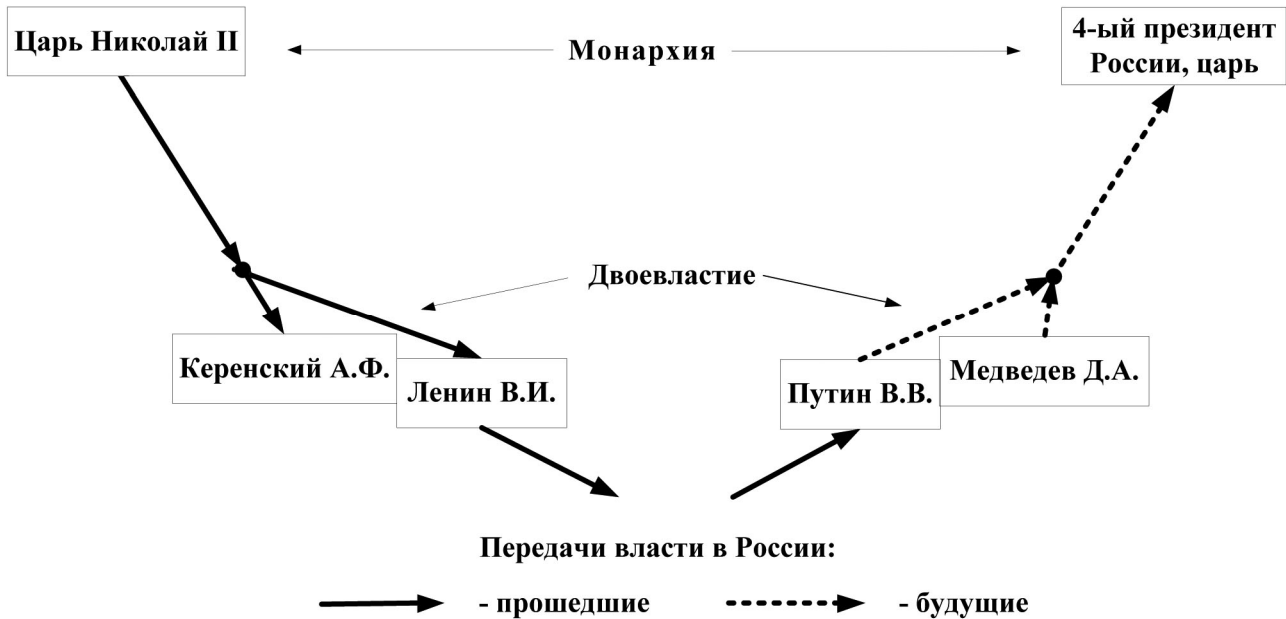 Царь Николай II
Монархия
4-ый президент
России, царь
Двоевластие
Керенский А.Ф.
Ленин В.И.
Путин В.В.
Медведев Д.А.
Передачи власти в России:
- прошедшие
- будущие